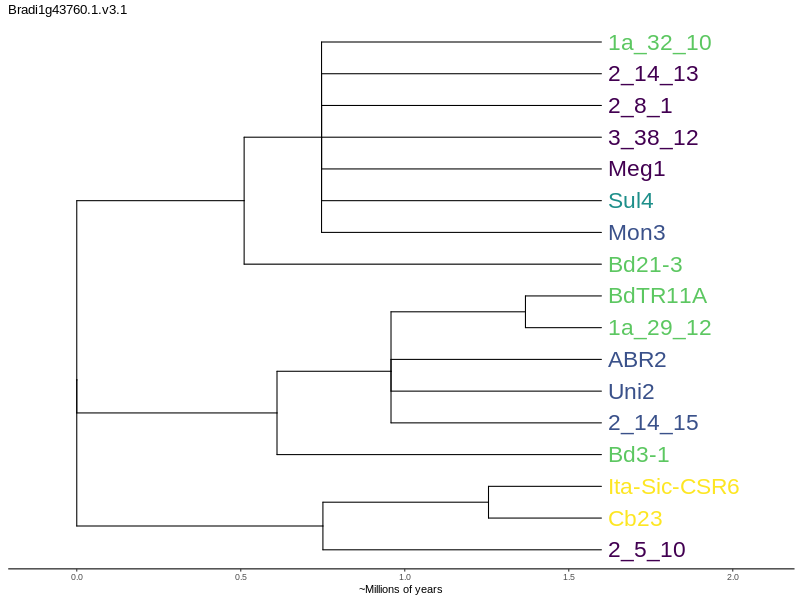 Bradi1g43760.1.v3.1
1a_32_10
2_14_13
2_8_1
3_38_12
Meg1
Sul4
Mon3
Bd21-3
BdTR11A
1a_29_12
ABR2
Uni2
2_14_15
Bd3-1
Ita-Sic-CSR6
Cb23
2_5_10
0.0 0.5 1.0 1.5 2.0
~Millions of years